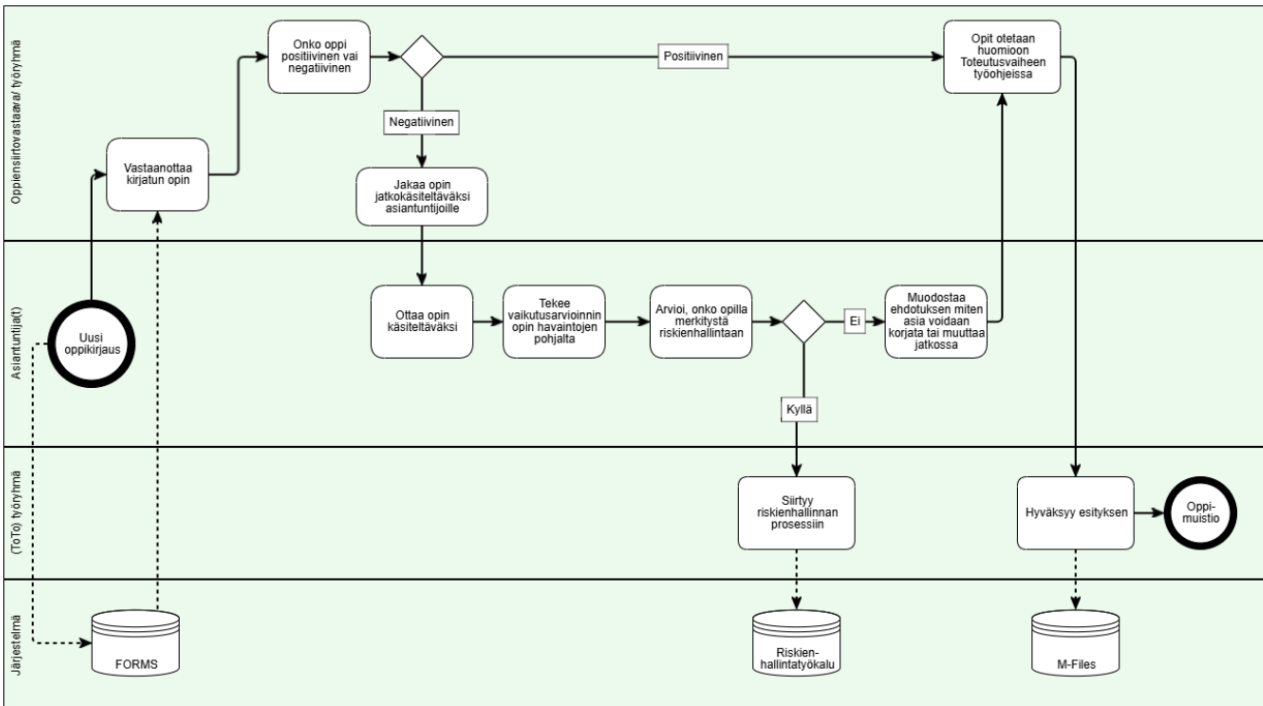 Oppiensiirtovastaava/ työryhmä
Onko oppi
positiivinen vai
negatiivinen
Positiivinen
Opit otetaan
huomioon
Toteutusvaiheen
työohjeissa
Negatiivinen
Vastaanottaa
kirjatun opin
Jakaa opin
jatkokäsiteltäväksi
asiantuntijoille
Asiantuntija(t)
Uusi
oppikirjaus
Ottaa opin
käsiteltäväksi
Tekee
vaikutusarvioinnin
opin havaintojen
pohjalta
Arvioi, onko opilla
merkitystä
riskienhallintaan
Ei
Muodostaa
ehdotuksen miten
asia voidaan
korjata tai muuttaa
jatkossa
Kyllä
(ToTo) työryhmä
Siirtyy
riskienhallinnan
prosessiin
Hyväksyy esityksen
Oppi-
muistio
Järjestelmä
FORMS
Riskien-
hallintatyökalu
M-Files